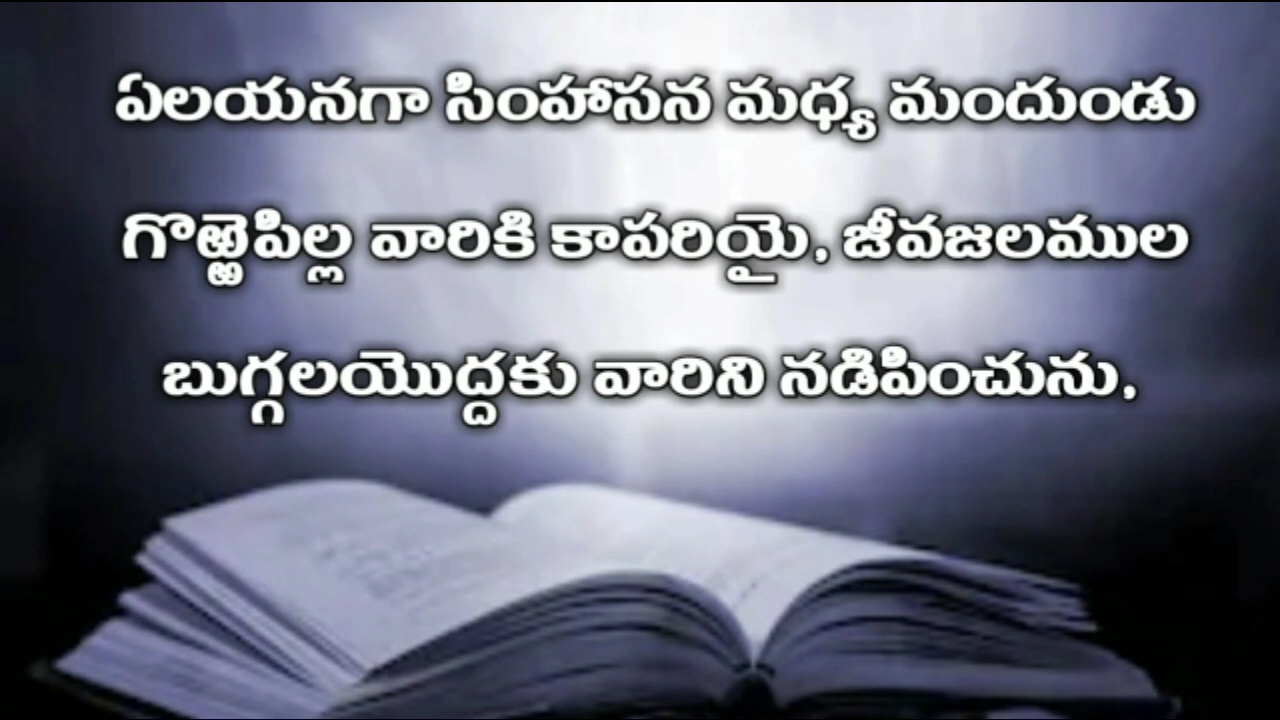 ఏలయనగా సింహాసన మధ్య మందుండు
గొఱ్ఱెపిల్ల వారికి కాపరియై, జీవజలముల
బుగ్గలయొద్దకు వారిని నడిపించును,